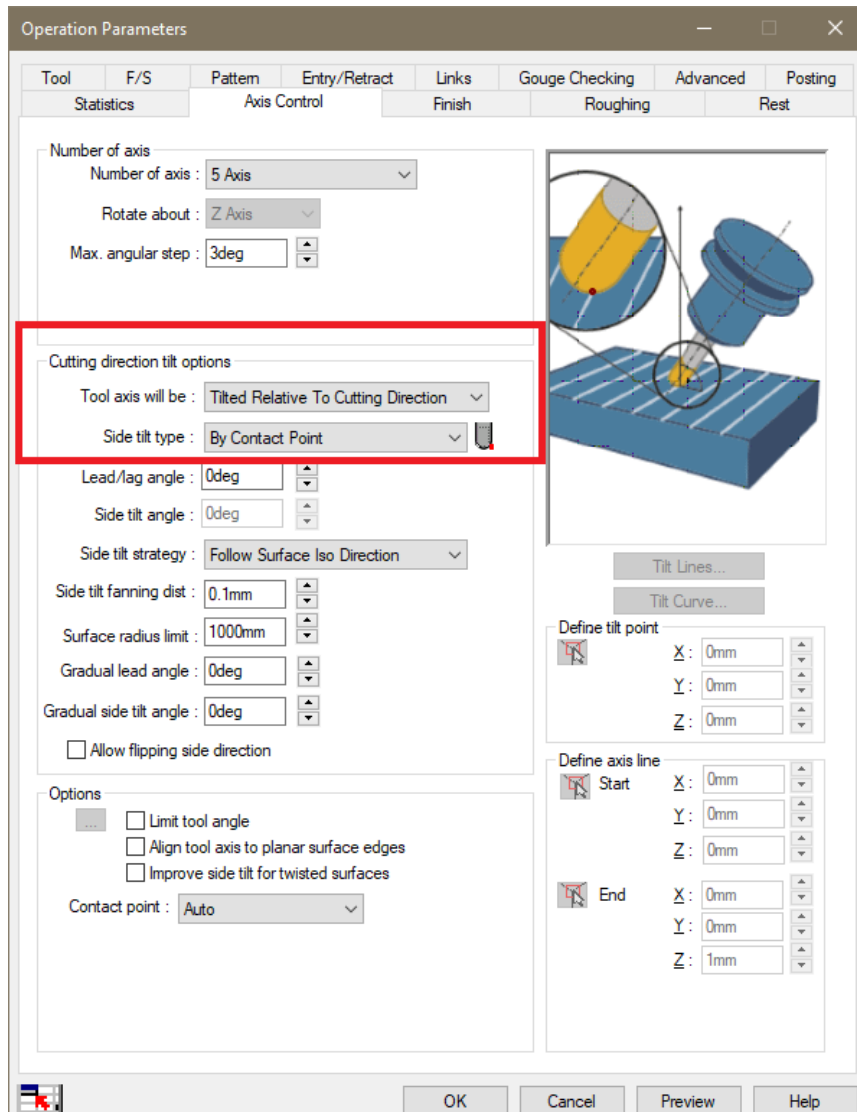 Operation Parameters
Tool F/S Pattern Entry/Retract Links Gouge Checking Advanced Posting
Statistics Axis Control Finish Roughing Rest
Number of axis
Number of axis : 5 Axis
Rotate about : Z Axis
Max. angular step : 3deg
Cutting direction tilt options
Tool axis will be : Tilted Relative To Cutting Direction
Side tilt type : By Contact Point
Lead/lag angle : 0deg
Side tilt angle : 0deg
Side tilt strategy : Follow Surface Iso Direction
Side tilt fanning dist : 0.1mm
Surface radius limit : 1000mm
Gradual lead angle : 0deg
Gradual side tilt angle : 0deg
Allow flipping side direction
Options
... Limit tool angle
Align tool axis to planar surface edges
Improve side tilt for twisted surfaces
Contact point : Auto
Tilt Lines...
Tilt Curve...
Define tilt point
X : 0mm
Y : 0mm
Z : 0mm
Define axis line
Start X : 0mm
Y : 0mm
Z : 0mm
End X : 0mm
Y : 0mm
Z : 1mm
OK Cancel Preview Help